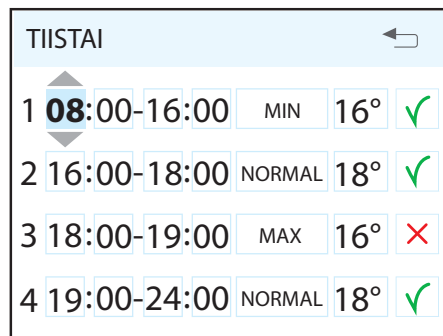 TIISTAI
1 08:00-16:00 MIN 16°
2 16:00-18:00 NORMAL 18°
3 18:00-19:00 MAX 16°
4 19:00-24:00 NORMAL 18°